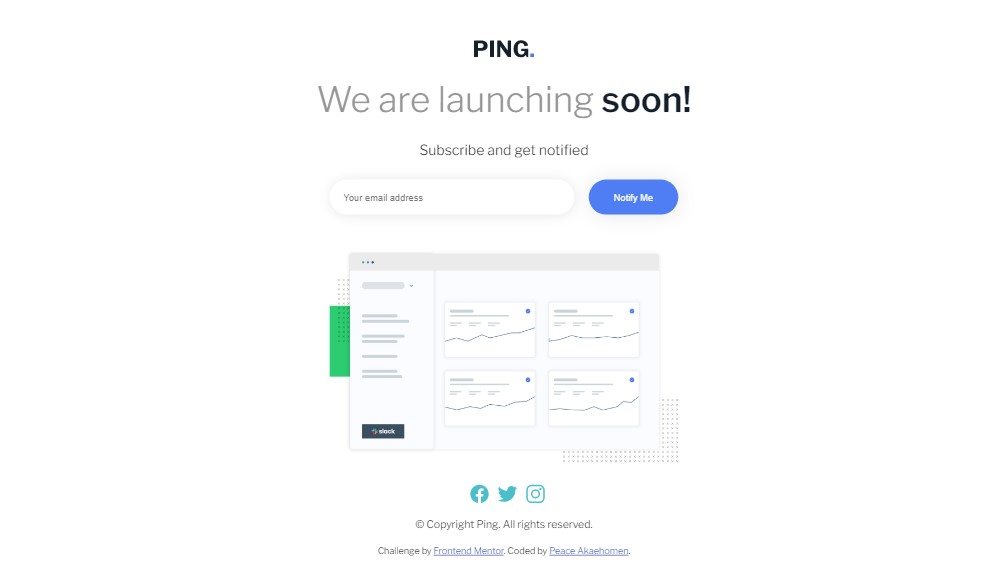 PING.
We are launching soon!
Subscribe and get notified
Your email address
Notify Me
slack
© Copyright Ping. All rights reserved.
Challenge by Frontend Mentor. Coded by Peace Akaehomen.